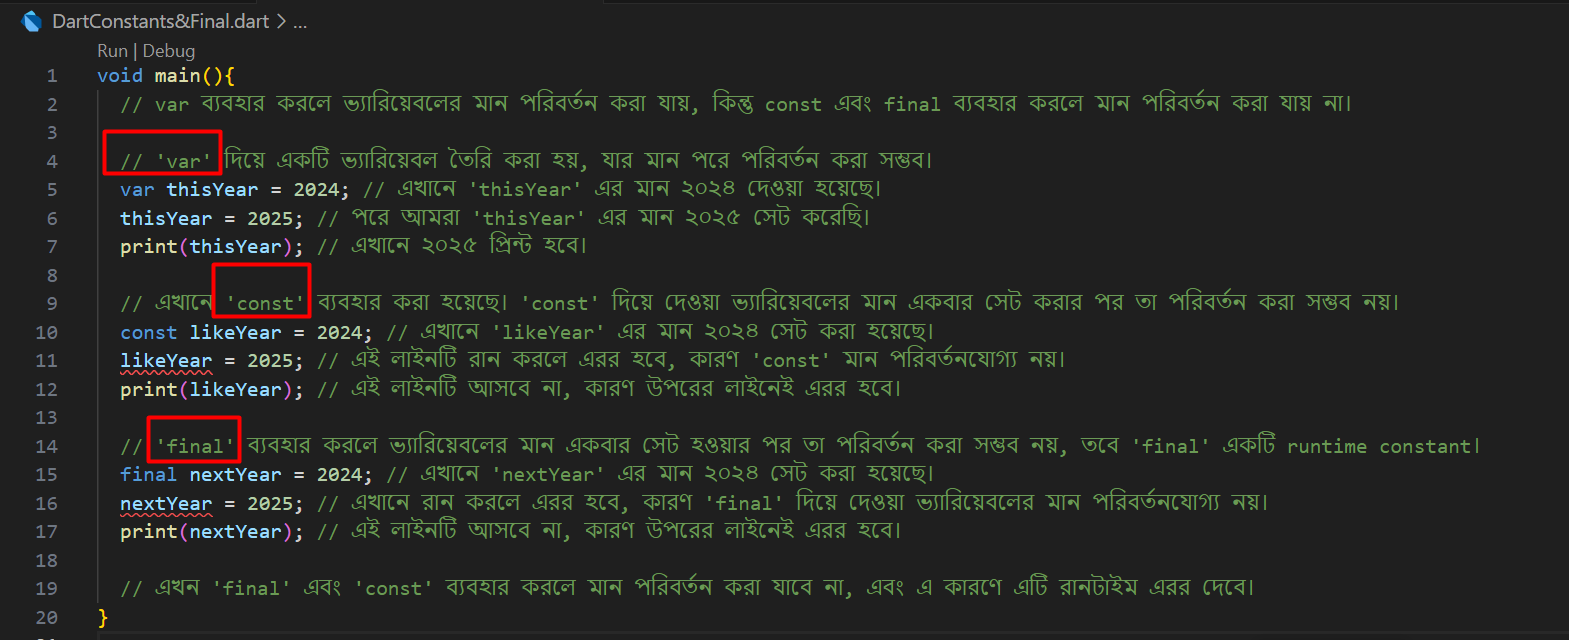 DartConstants&Final.dart > ...
Run | Debug
1 void main(){
2 // var ব্যবহার করলে ভ্যারিয়েবলের মান পরিবর্তন করা যায়, কিন্তু const এবং final ব্যবহার করলে মান পরিবর্তন করা যায় না।
3
4 // 'var' দিয়ে একটি ভ্যারিয়েবল তৈরি করা হয়, যার মান পরে পরিবর্তন করা সম্ভব।
5 var thisYear = 2024; // এখানে 'thisYear' এর মান ২০২৪ দেওয়া হয়েছে।
6 thisYear = 2025; // পরে আমরা 'thisYear' এর মান ২০২৫ সেট করেছি।
7 print(thisYear); // এখানে ২০২৫ প্রিন্ট হবে।
8
9 // এখানে 'const' ব্যবহার করা হয়েছে। 'const' দিয়ে দেওয়া ভ্যারিয়েবলের মান একবার সেট করার পর তা পরিবর্তন করা সম্ভব নয়।
10 const likeYear = 2024; // এখানে 'likeYear' এর মান ২০২৪ সেট করা হয়েছে।
11 likeYear = 2025; // এই লাইনটি রান করলে এরর হবে, কারণ 'const' মান পরিবর্তনযোগ্য নয়।
12 print(likeYear); // এই লাইনটি আসবে না, কারণ উপরের লাইনেই এরর হবে।
13
14 // 'final' ব্যবহার করলে ভ্যারিয়েবলের মান একবার সেট হওয়ার পর তা পরিবর্তন করা সম্ভব নয়, তবে 'final' একটি runtime constant।
15 final nextYear = 2024; // এখানে 'nextYear' এর মান ২০২৪ সেট করা হয়েছে।
16 nextYear = 2025; // এখানে রান করলে এরর হবে, কারণ 'final' দিয়ে দেওয়া ভ্যারিয়েবলের মান পরিবর্তনযোগ্য নয়।
17 print(nextYear); // এই লাইনটি আসবে না, কারণ উপরের লাইনেই এরর হবে।
18
19 // এখন 'final' এবং 'const' ব্যবহার করলে মান পরিবর্তন করা যাবে না, এবং এ কারণে এটি রানটাইম এরর দেবে।
20 }